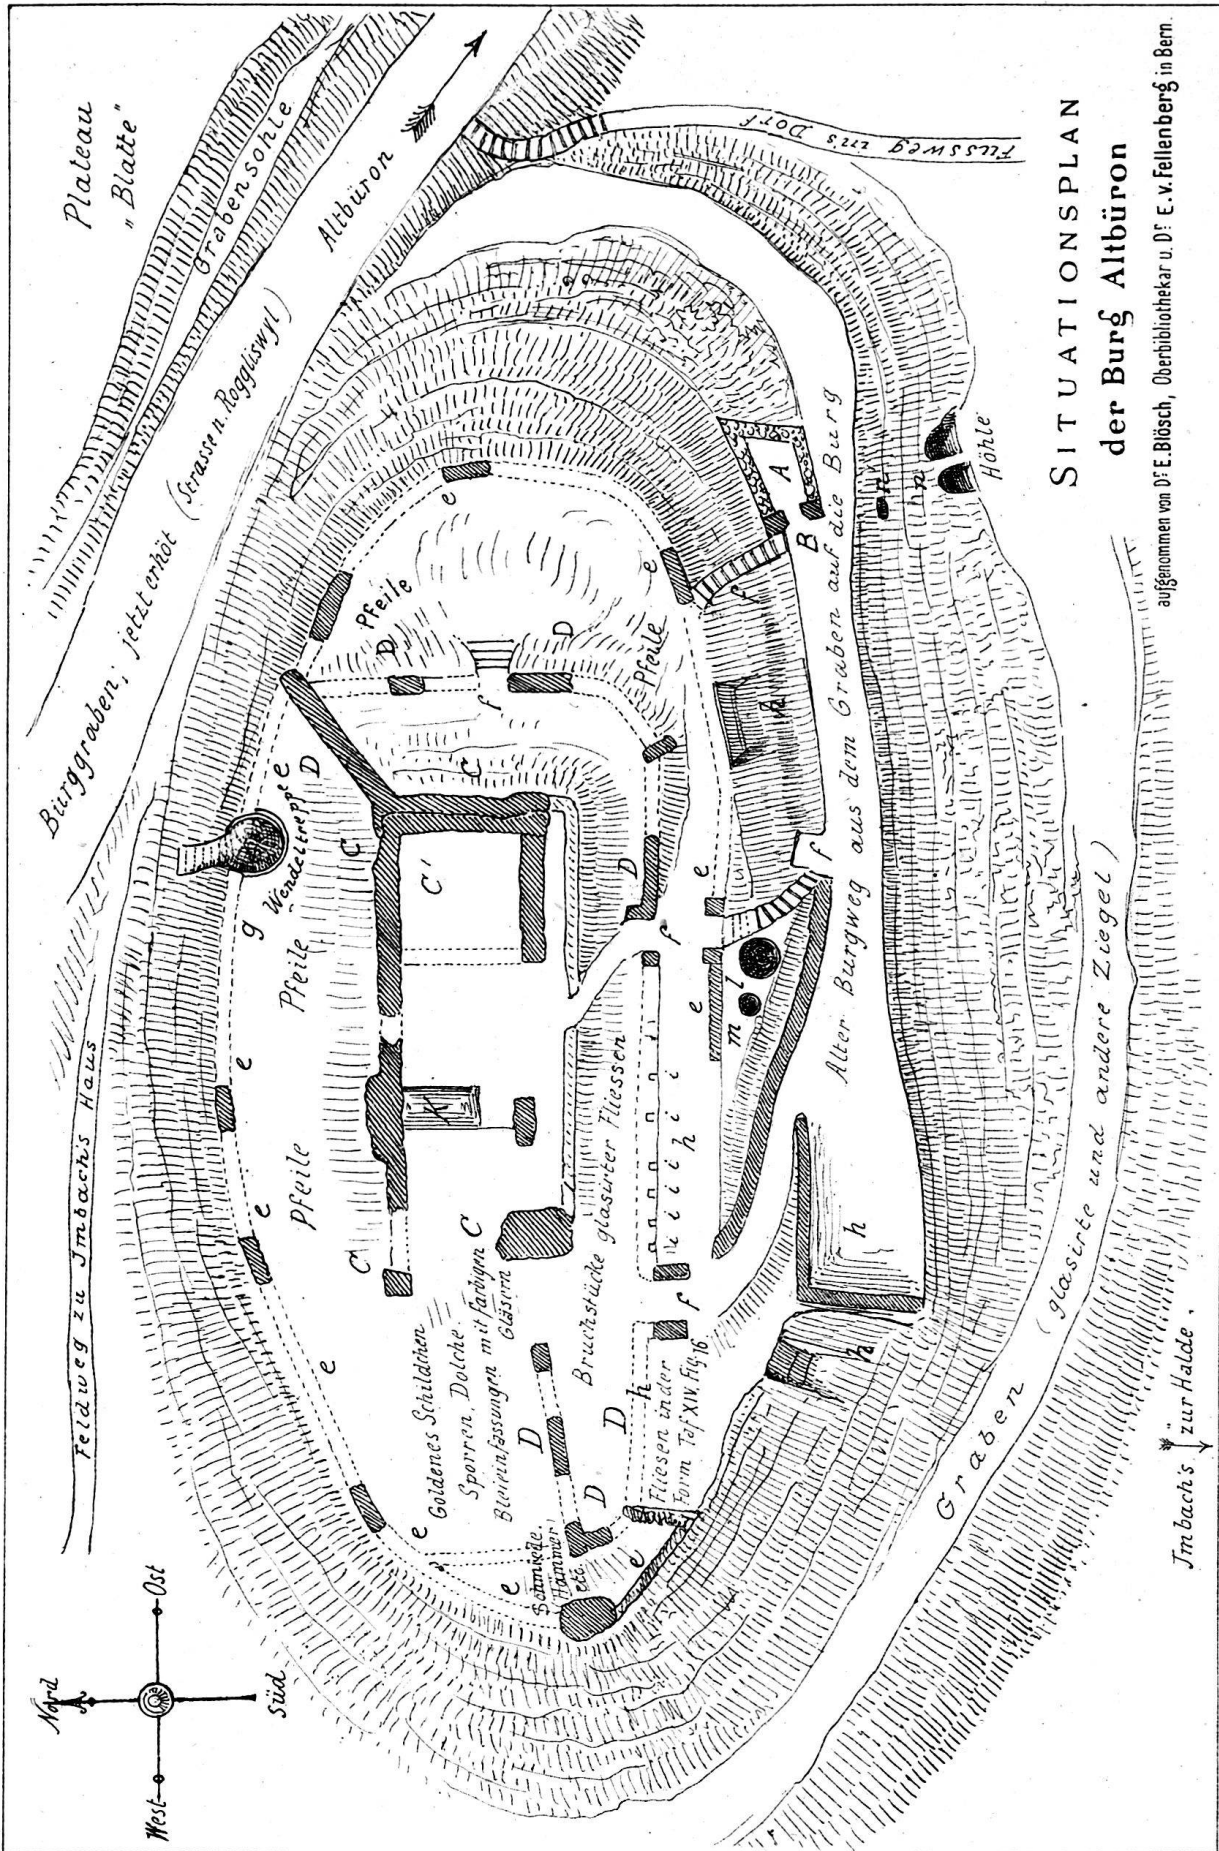 SITUATIONSPLAN
der Burg Altbüron
aufgenommen von Dr. E. Blösch, Oberbibliothekar u. Dr. E. v. Fellenberg in Bern.
Plateau
„Blatte"
Grabensohle
Altbüron
Burggraben, jetzt erhöt (Strasse n. Roggliswyl)
Feldweg zu Imbach's Haus
Fussweg ins Dorf
Nord
West
Ost
Süd
Wendeltreppe
g
e
e
e
e
e
e
e
e
e
e
e
e
Pfeile
Pfeile
Pfeile
Pfeile
D
D
D
D
D
D
D
C
C
C
C
C'
K
f
f
f
f
f
A
B
Goldenes Schildchen
Sporren, Dolche
Bleieinfassungen mit farbigen
Gläsern
Bruchstücke glasirter Fliessen
Schmiede.
Hammer
etc
Fliesen in der
Form Taf XIV. Fig. 16
h
h
i i i i i
m
l
h
h
h
n
n
Höhle
Alter Burgweg aus dem Graben auf die Burg
Graben (glasirte und andere Ziegel)
Imbach's zur Halde.